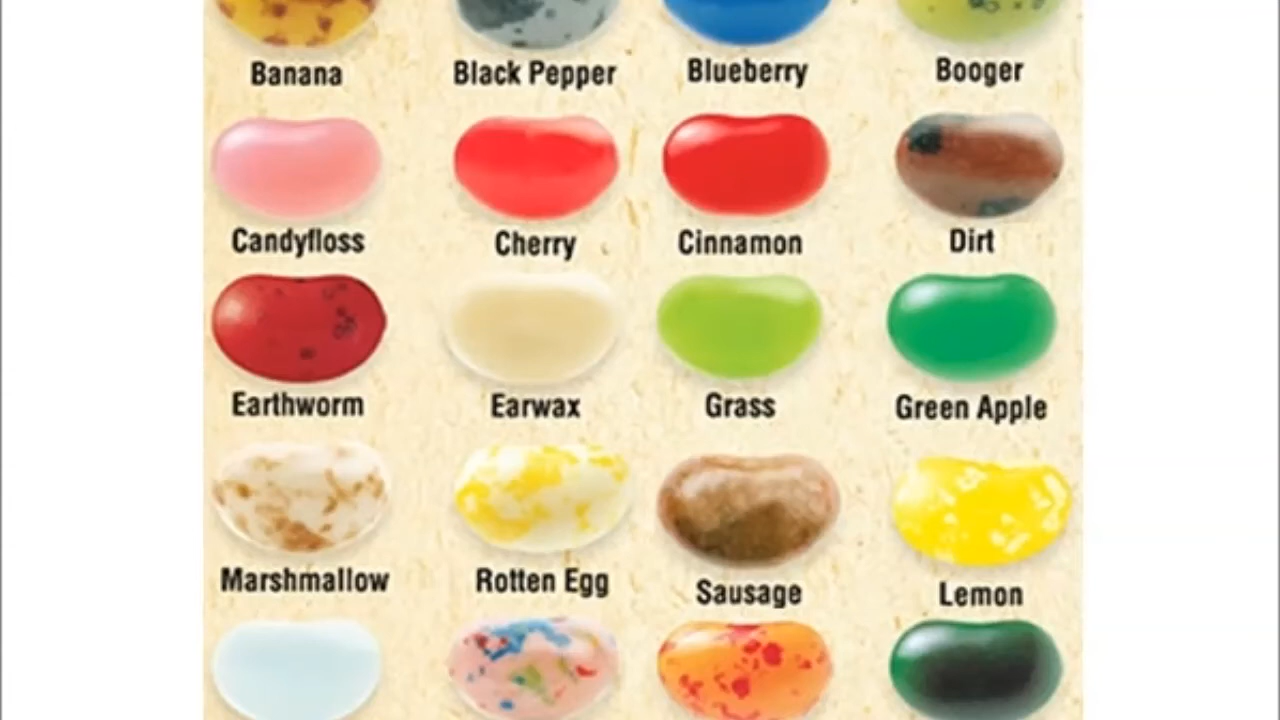 Banana Black Pepper Blueberry Booger
Candyfloss Cherry Cinnamon Dirt
Earthworm Earwax Grass Green Apple
Marshmallow Rotten Egg Sausage Lemon